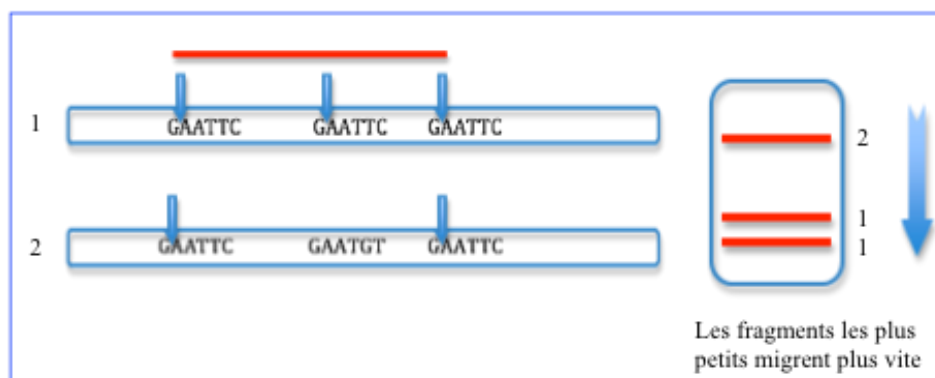 1 GAATTC GAATTC GAATTC
2 GAATTC GAATGT GAATTC
2
1
1
Les fragments les plus
petits migrent plus vite